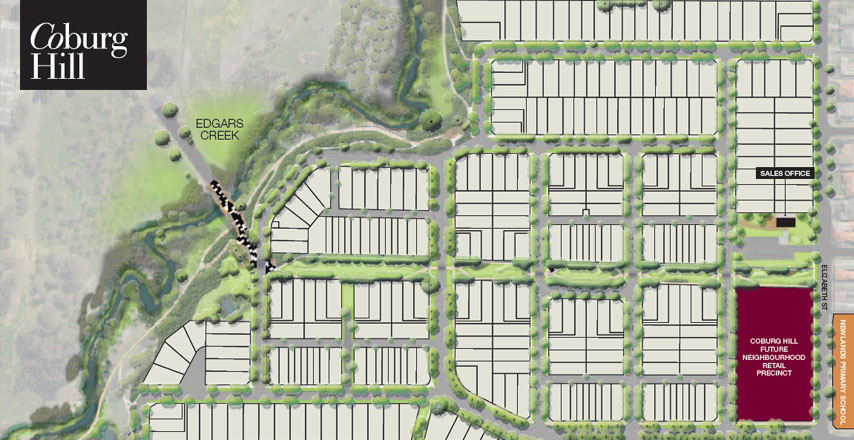 Coburg
Hill
EDGARS
CREEK
SALES OFFICE
ELIZABETH ST
COBURG HILL
FUTURE
NEIGHBOURHOOD
RETAIL
PRECINCT
NEWLANDS PRIMARY SCHOOL